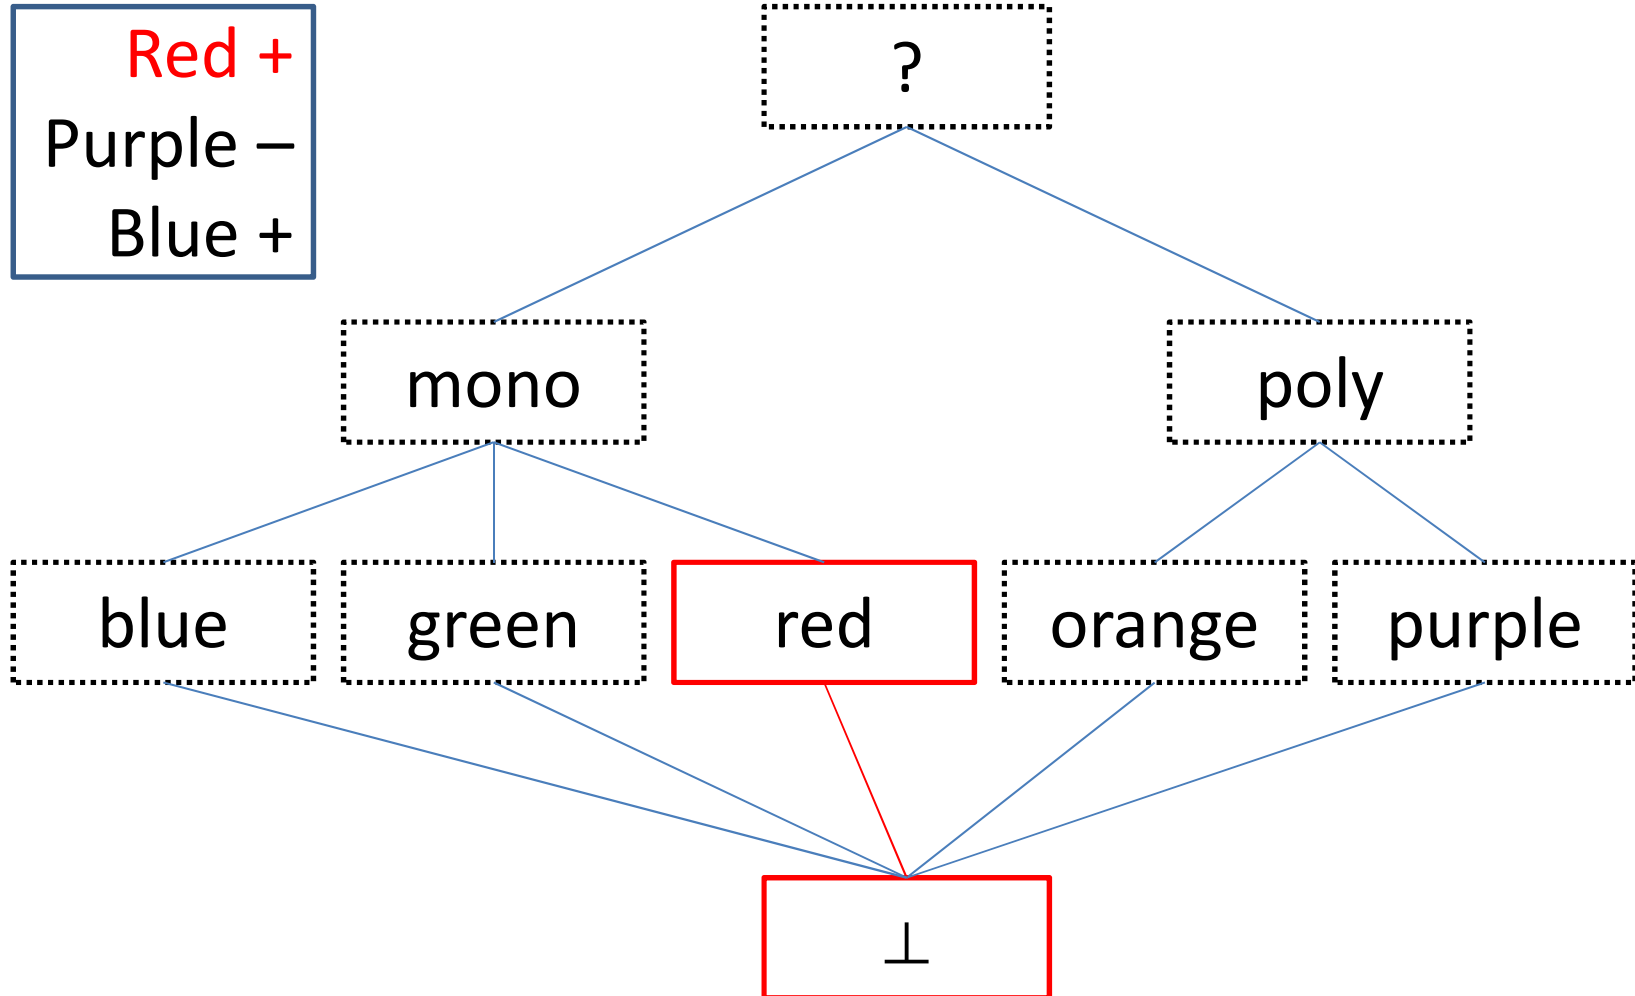 Red +
Purple –
Blue +
?
mono
poly
blue
green
red
orange
purple
⊥